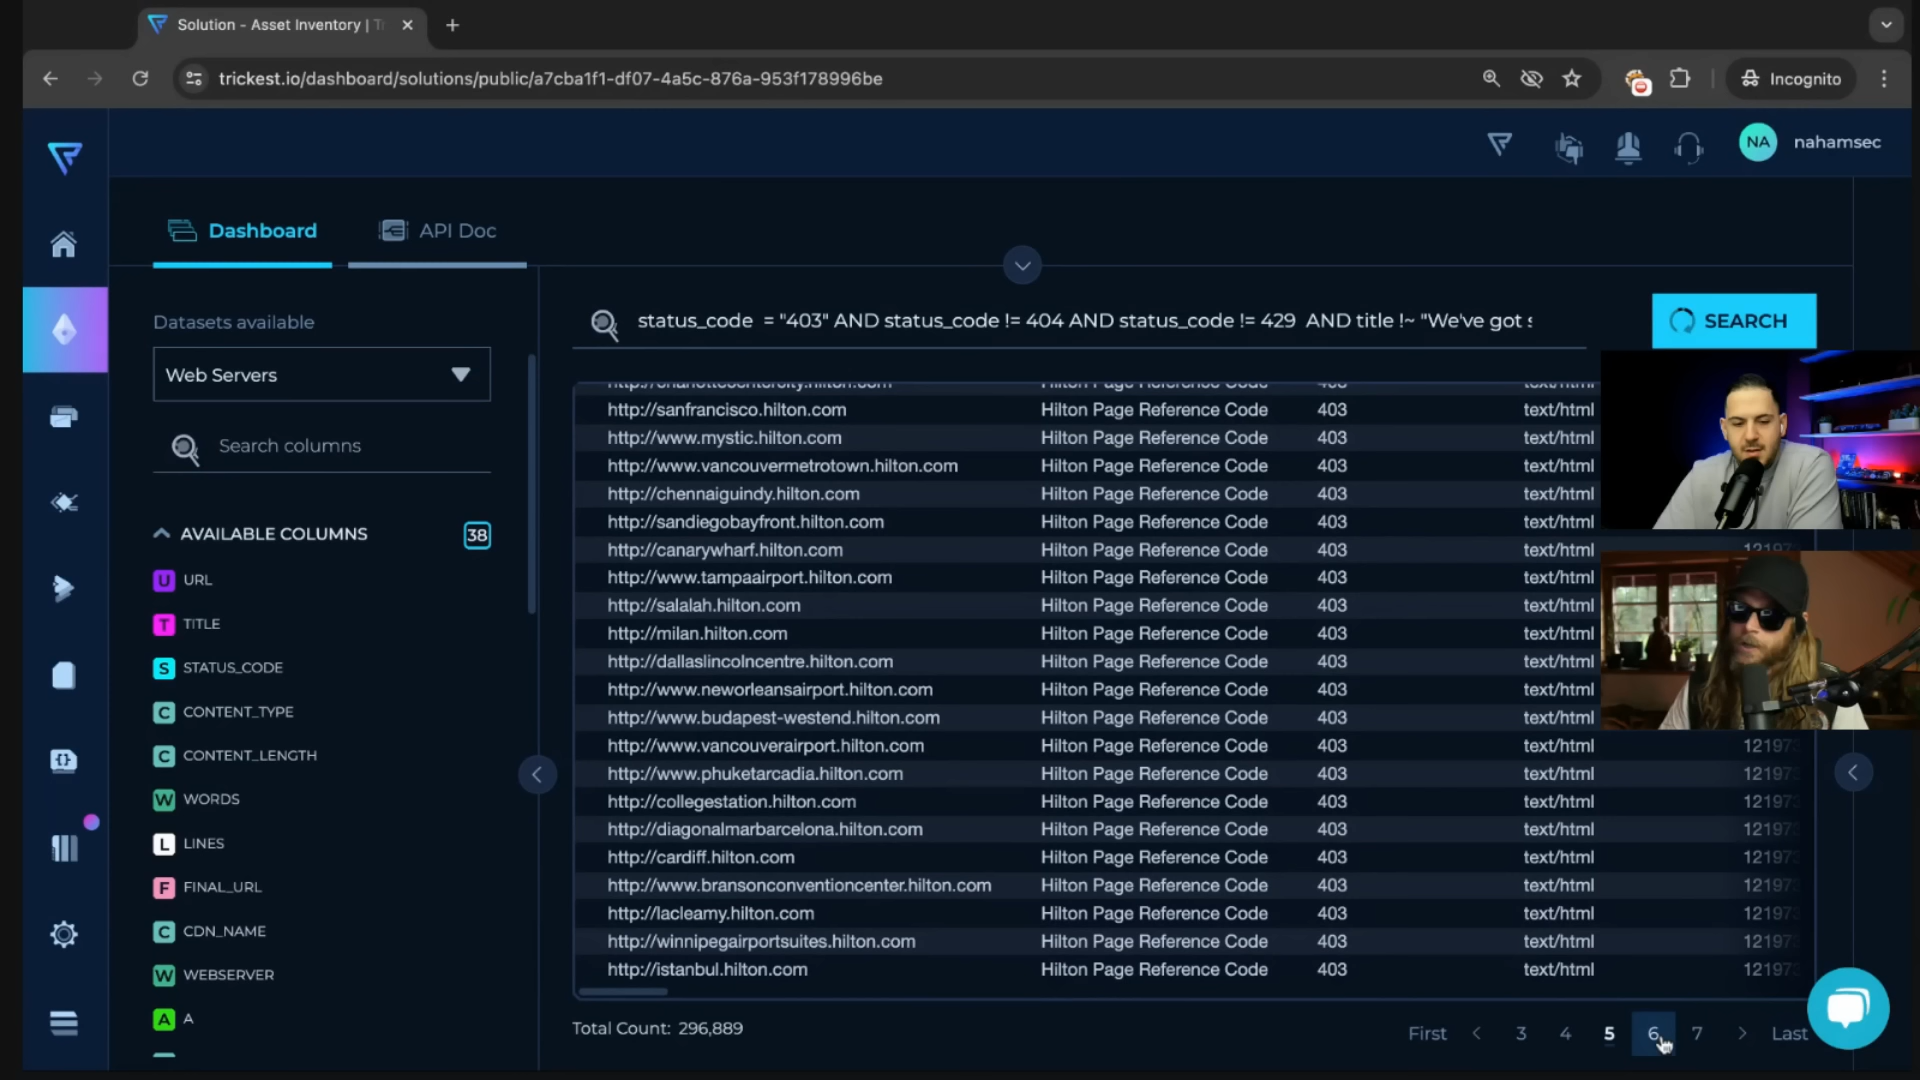 Solution - Asset Inventory | Tr
trickest.io/dashboard/solutions/public/a7cba1f1-df07-4a5c-876a-953f178996be
Incognito
NA
nahamsec
Dashboard
API Doc
Datasets available
Web Servers
Search columns
AVAILABLE COLUMNS
38
U URL
T TITLE
S STATUS_CODE
C CONTENT_TYPE
C CONTENT_LENGTH
W WORDS
L LINES
F FINAL_URL
C CDN_NAME
W WEBSERVER
A A
status_code = "403" AND status_code != 404 AND status_code != 429 AND title !~ "We've got s
SEARCH
http://sanfrancisco.hilton.com Hilton Page Reference Code 403 text/html
http://www.mystic.hilton.com Hilton Page Reference Code 403 text/html
http://www.vancouvermetrotown.hilton.com Hilton Page Reference Code 403 text/html
http://chennaiguindy.hilton.com Hilton Page Reference Code 403 text/html
http://sandiegobayfront.hilton.com Hilton Page Reference Code 403 text/html
http://canarywharf.hilton.com Hilton Page Reference Code 403 text/html
http://www.tampaairport.hilton.com Hilton Page Reference Code 403 text/html
http://salalah.hilton.com Hilton Page Reference Code 403 text/html
http://milan.hilton.com Hilton Page Reference Code 403 text/html
http://dallaslincolncentre.hilton.com Hilton Page Reference Code 403 text/html
http://www.neworleansairport.hilton.com Hilton Page Reference Code 403 text/html
http://www.budapest-westend.hilton.com Hilton Page Reference Code 403 text/html
http://www.vancouverairport.hilton.com Hilton Page Reference Code 403 text/html 121973
http://www.phuketarcadia.hilton.com Hilton Page Reference Code 403 text/html 121973
http://collegestation.hilton.com Hilton Page Reference Code 403 text/html 121973
http://diagonalmarbarcelona.hilton.com Hilton Page Reference Code 403 text/html 121973
http://cardiff.hilton.com Hilton Page Reference Code 403 text/html 121973
http://www.bransonconventioncenter.hilton.com Hilton Page Reference Code 403 text/html 121973
http://lacleamy.hilton.com Hilton Page Reference Code 403 text/html 121973
http://winnipegairportsuites.hilton.com Hilton Page Reference Code 403 text/html 121973
http://istanbul.hilton.com Hilton Page Reference Code 403 text/html 121973
Total Count: 296,889
First < 3 4 5 6 7 > Last